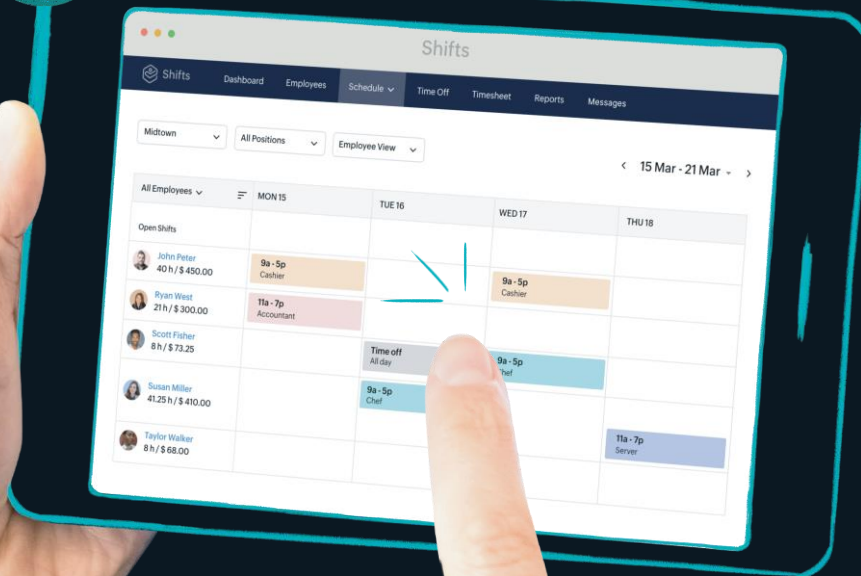 Shifts
Shifts Dashboard Employees Schedule Time Off Timesheet Reports Messages
Midtown All Positions Employee View
< 15 Mar - 21 Mar >
All Employees MON 15 TUE 16 WED 17 THU 18
Open Shifts
John Peter
40 h / $ 450.00
9a - 5p
Cashier
9a - 5p
Cashier
Ryan West
21 h / $ 300.00
11a - 7p
Accountant
Scott Fisher
8 h / $ 73.25
Time off
All day
9a - 5p
Chef
Susan Miller
41.25 h / $ 410.00
9a - 5p
Chef
Taylor Walker
8 h / $ 68.00
11a - 7p
Server